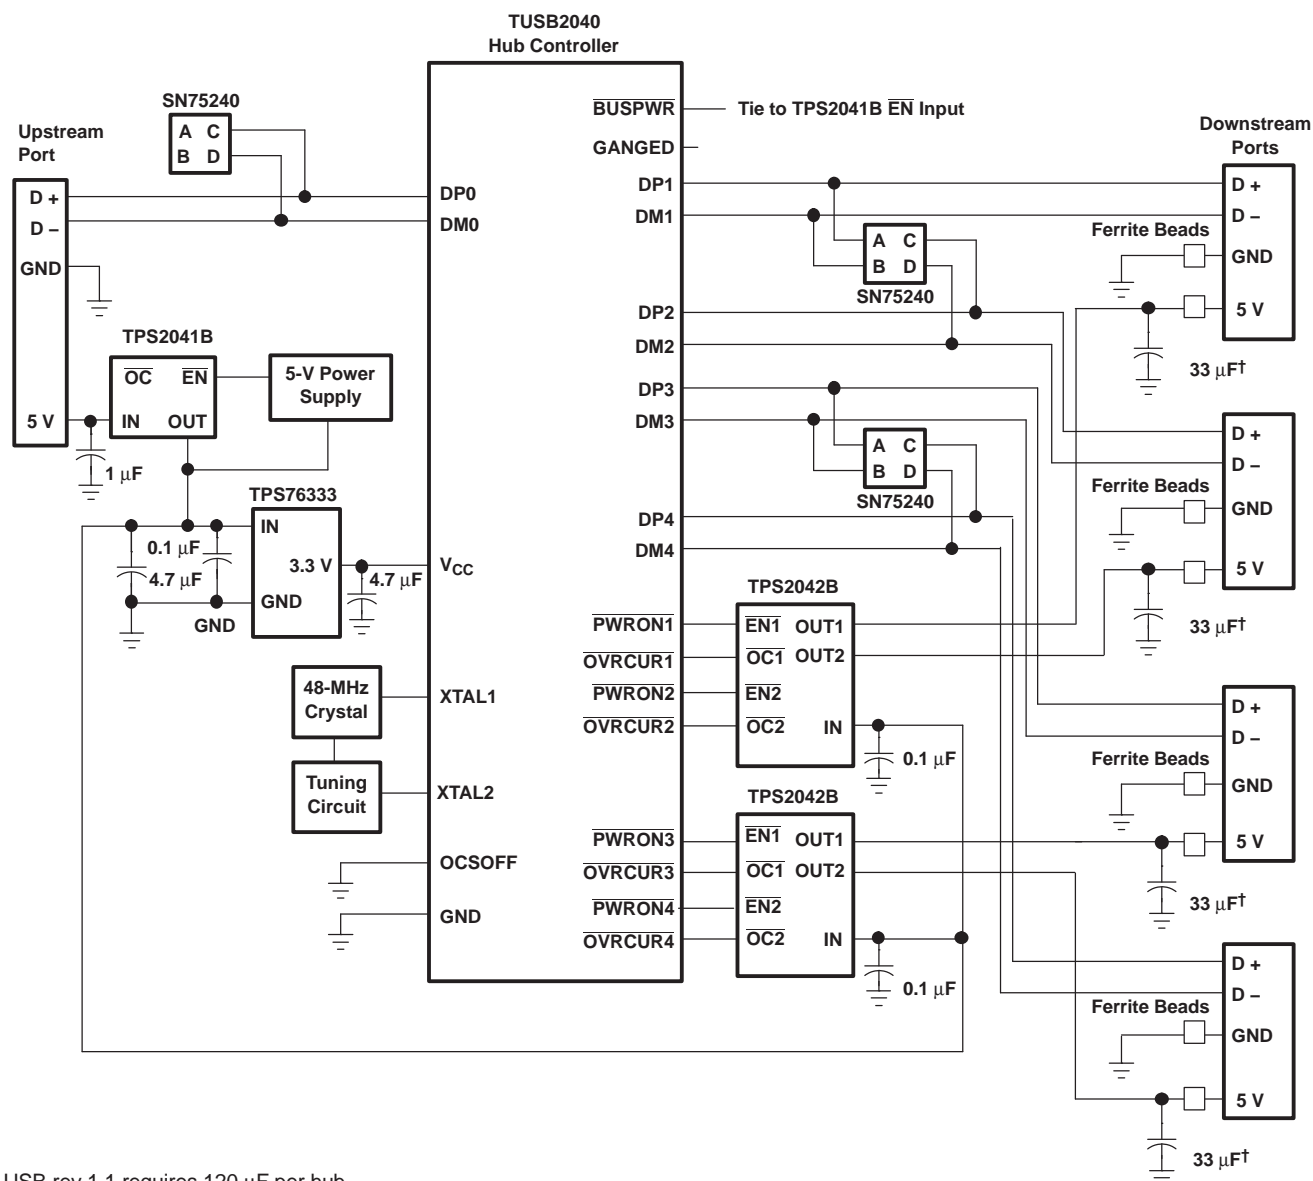 TUSB2040
Hub Controller
SN75240
A C
B D
Upstream
Port
D +
D –
GND
5 V
DP0
DM0
BUSPWR
Tie to TPS2041B EN Input
GANGED
DP1
DM1
A C
B D
SN75240
DP2
DM2
DP3
DM3
A C
B D
SN75240
DP4
DM4
TPS2041B
OC EN
IN OUT
5-V Power
Supply
1 μF
TPS76333
IN
3.3 V
GND
0.1 μF
4.7 μF
GND
4.7 μF
VCC
48-MHz
Crystal
XTAL1
Tuning
Circuit
XTAL2
OCSOFF
GND
PWRON1
OVRCUR1
PWRON2
OVRCUR2
TPS2042B
EN1 OUT1
OC1 OUT2
EN2
OC2 IN
0.1 μF
PWRON3
OVRCUR3
PWRON4
OVRCUR4
TPS2042B
EN1 OUT1
OC1 OUT2
EN2
OC2 IN
0.1 μF
Downstream
Ports
D +
D –
Ferrite Beads
GND
5 V
33 μF†
D +
D –
Ferrite Beads
GND
5 V
33 μF†
D +
D –
Ferrite Beads
GND
5 V
33 μF†
D +
D –
Ferrite Beads
GND
5 V
33 μF†